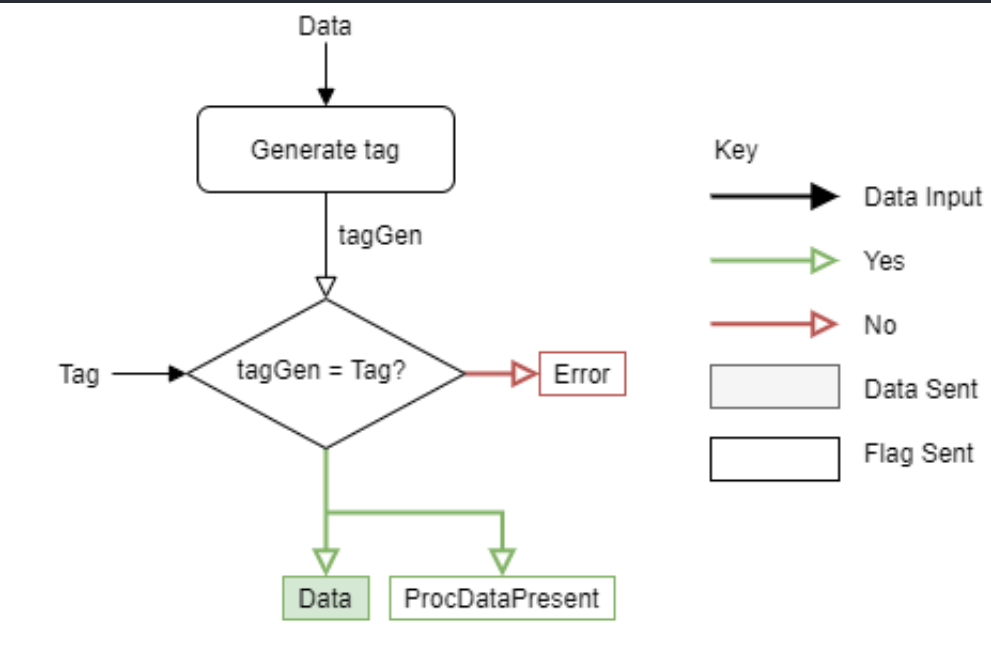 Data
Generate tag
tagGen
Tag
tagGen = Tag?
Error
Data
ProcDataPresent
Key
Data Input
Yes
No
Data Sent
Flag Sent